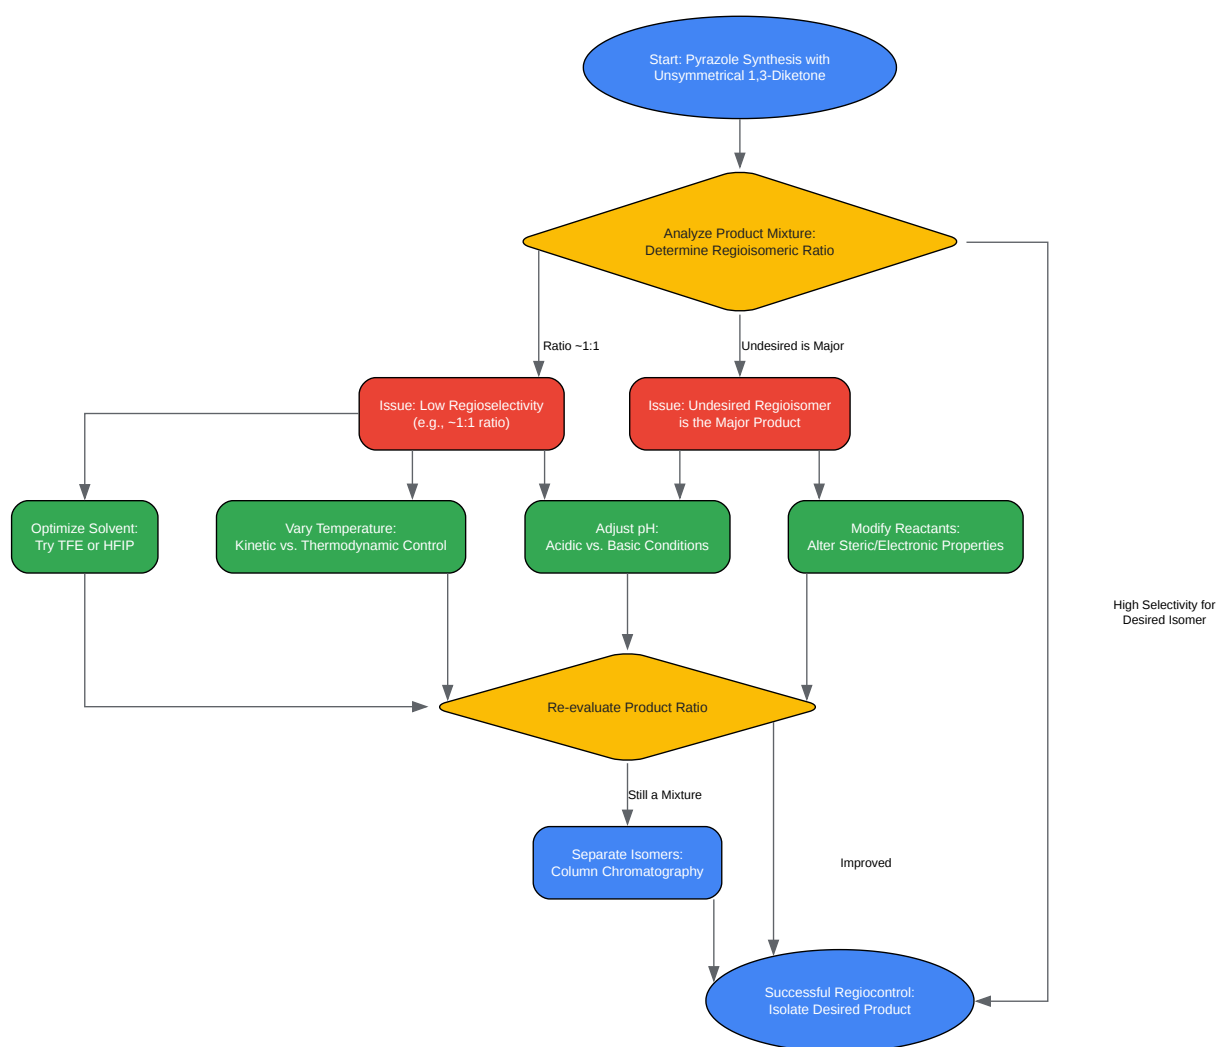 Start: Pyrazole Synthesis with
Unsymmetrical 1,3-Diketone
Analyze Product Mixture:
Determine Regioisomeric Ratio
Ratio ~1:1
Undesired is Major
Issue: Low Regioselectivity
(e.g., ~1:1 ratio)
Issue: Undesired Regioisomer
is the Major Product
Optimize Solvent:
Try TFE or HFIP
Vary Temperature:
Kinetic vs. Thermodynamic Control
Adjust pH:
Acidic vs. Basic Conditions
Modify Reactants:
Alter Steric/Electronic Properties
High Selectivity for
Desired Isomer
Re-evaluate Product Ratio
Still a Mixture
Separate Isomers:
Column Chromatography
Improved
Successful Regiocontrol:
Isolate Desired Product